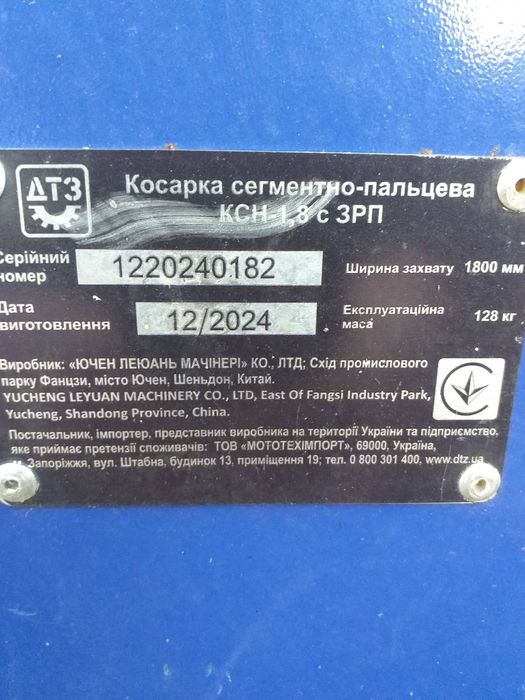 ДТЗ
Косарка сегментно-пальцева
КСН-1,8 с ЗРП
Серійний номер 1220240182 Ширина захвату 1800 мм
Дата виготовлення 12/2024 Експлуатаційна маса 128 кг
Виробник: «ЮЧЕН ЛЕЮАНЬ МАЧІНЕРІ» КО., ЛТД; Схід промислового
парку Фанцзи, місто Ючен, Шеньдон, Китай.
YUCHENG LEYUAN MACHINERY CO., LTD, East Of Fangsi Industry Park,
Yucheng, Shandong Province, China.
Постачальник, імпортер, представник виробника на території України та підприємство,
яке приймає претензії споживачів: ТОВ «МОТОТЕХІМПОРТ», 69000, Україна,
м. Запоріжжя, вул. Штабна, будинок 13, приміщення 19; тел. 0 800 301 400, www.dtz.ua